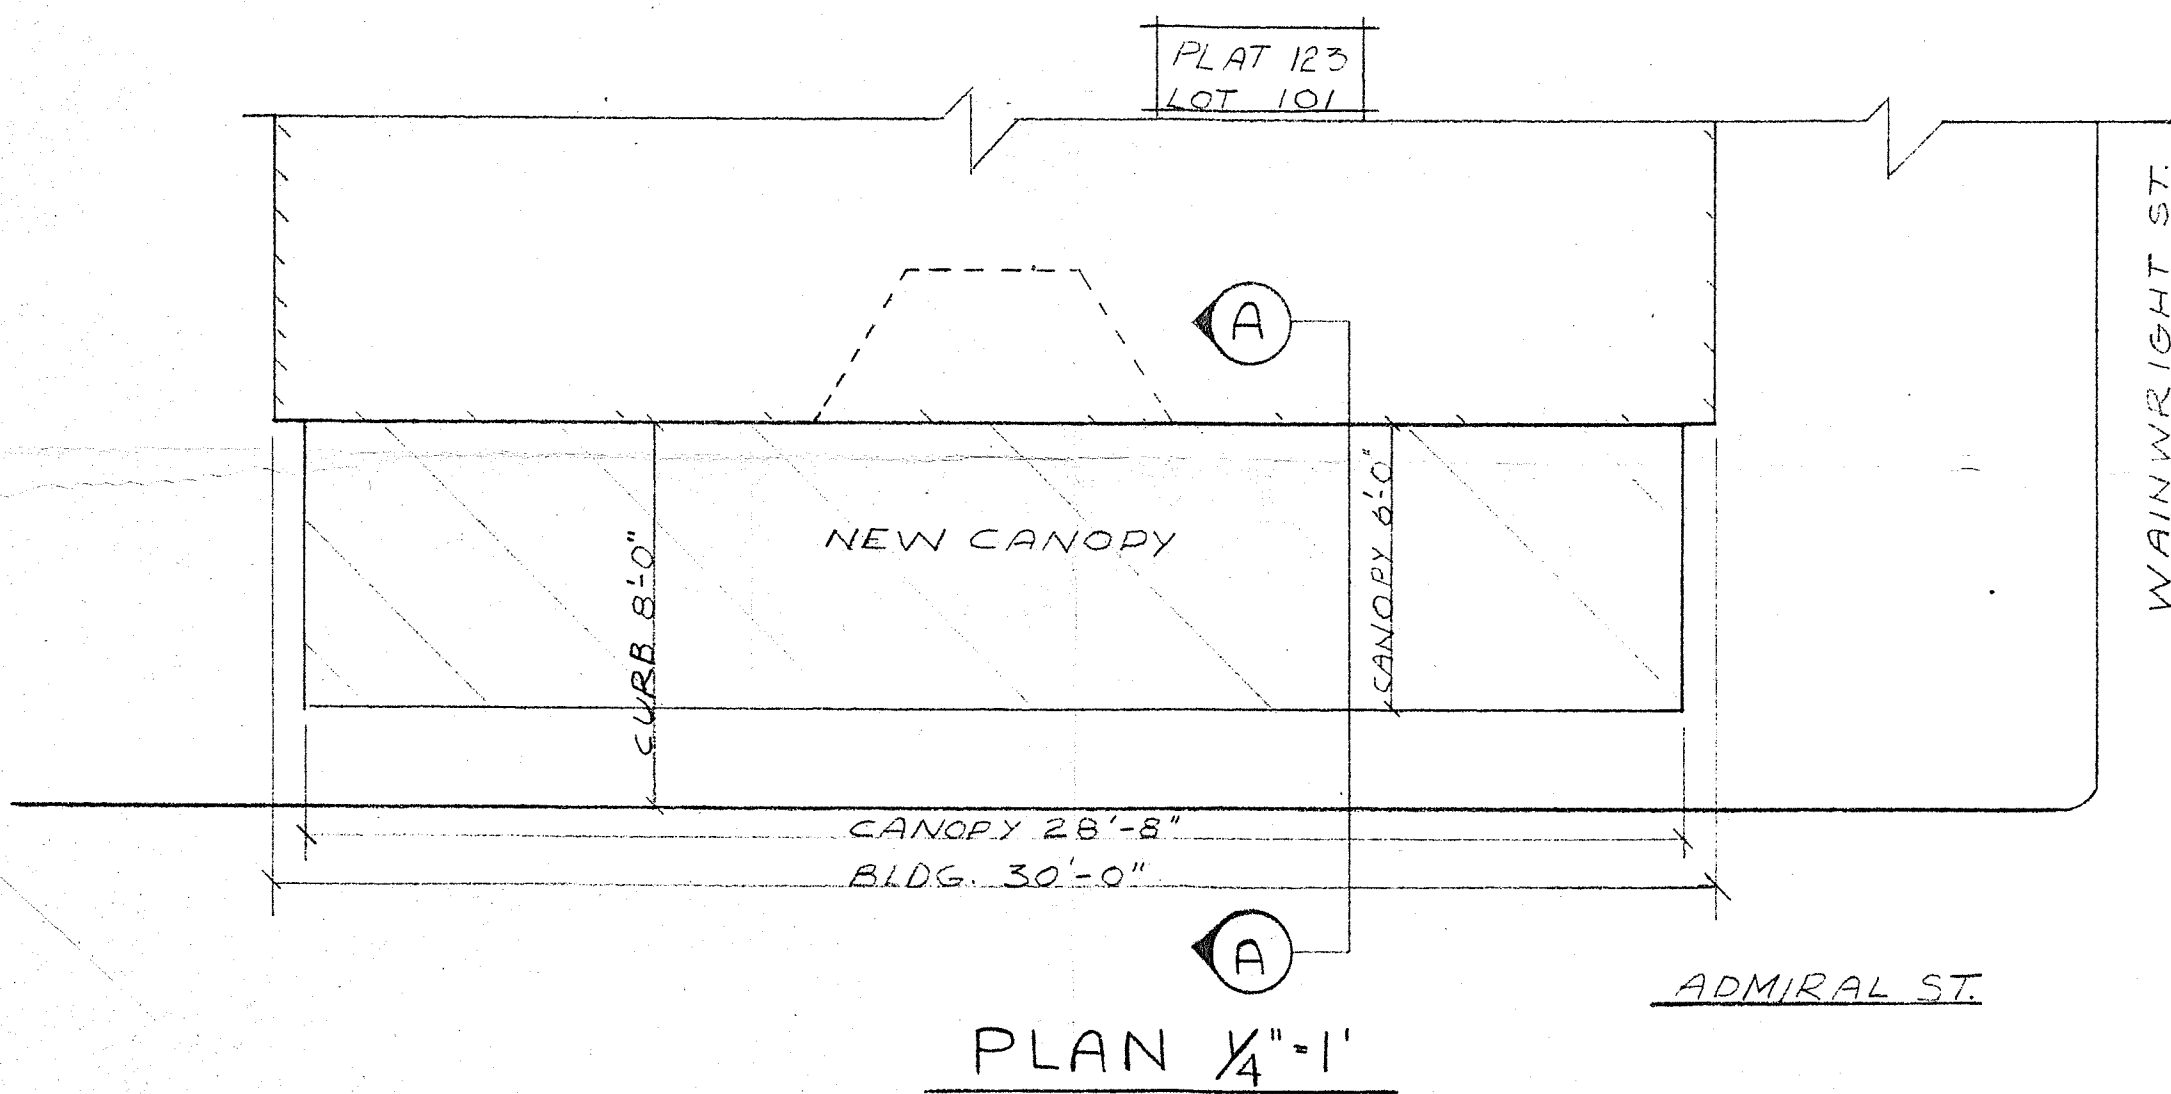 PLAT 123
LOT 101
WAINWRIGHT ST.
A
NEW CANOPY
CURB 8'-0"
CANOPY 6'-0"
CANOPY 28'-8"
BLDG. 30'-0"
A
ADMIRAL ST.
PLAN 1/4"=1'